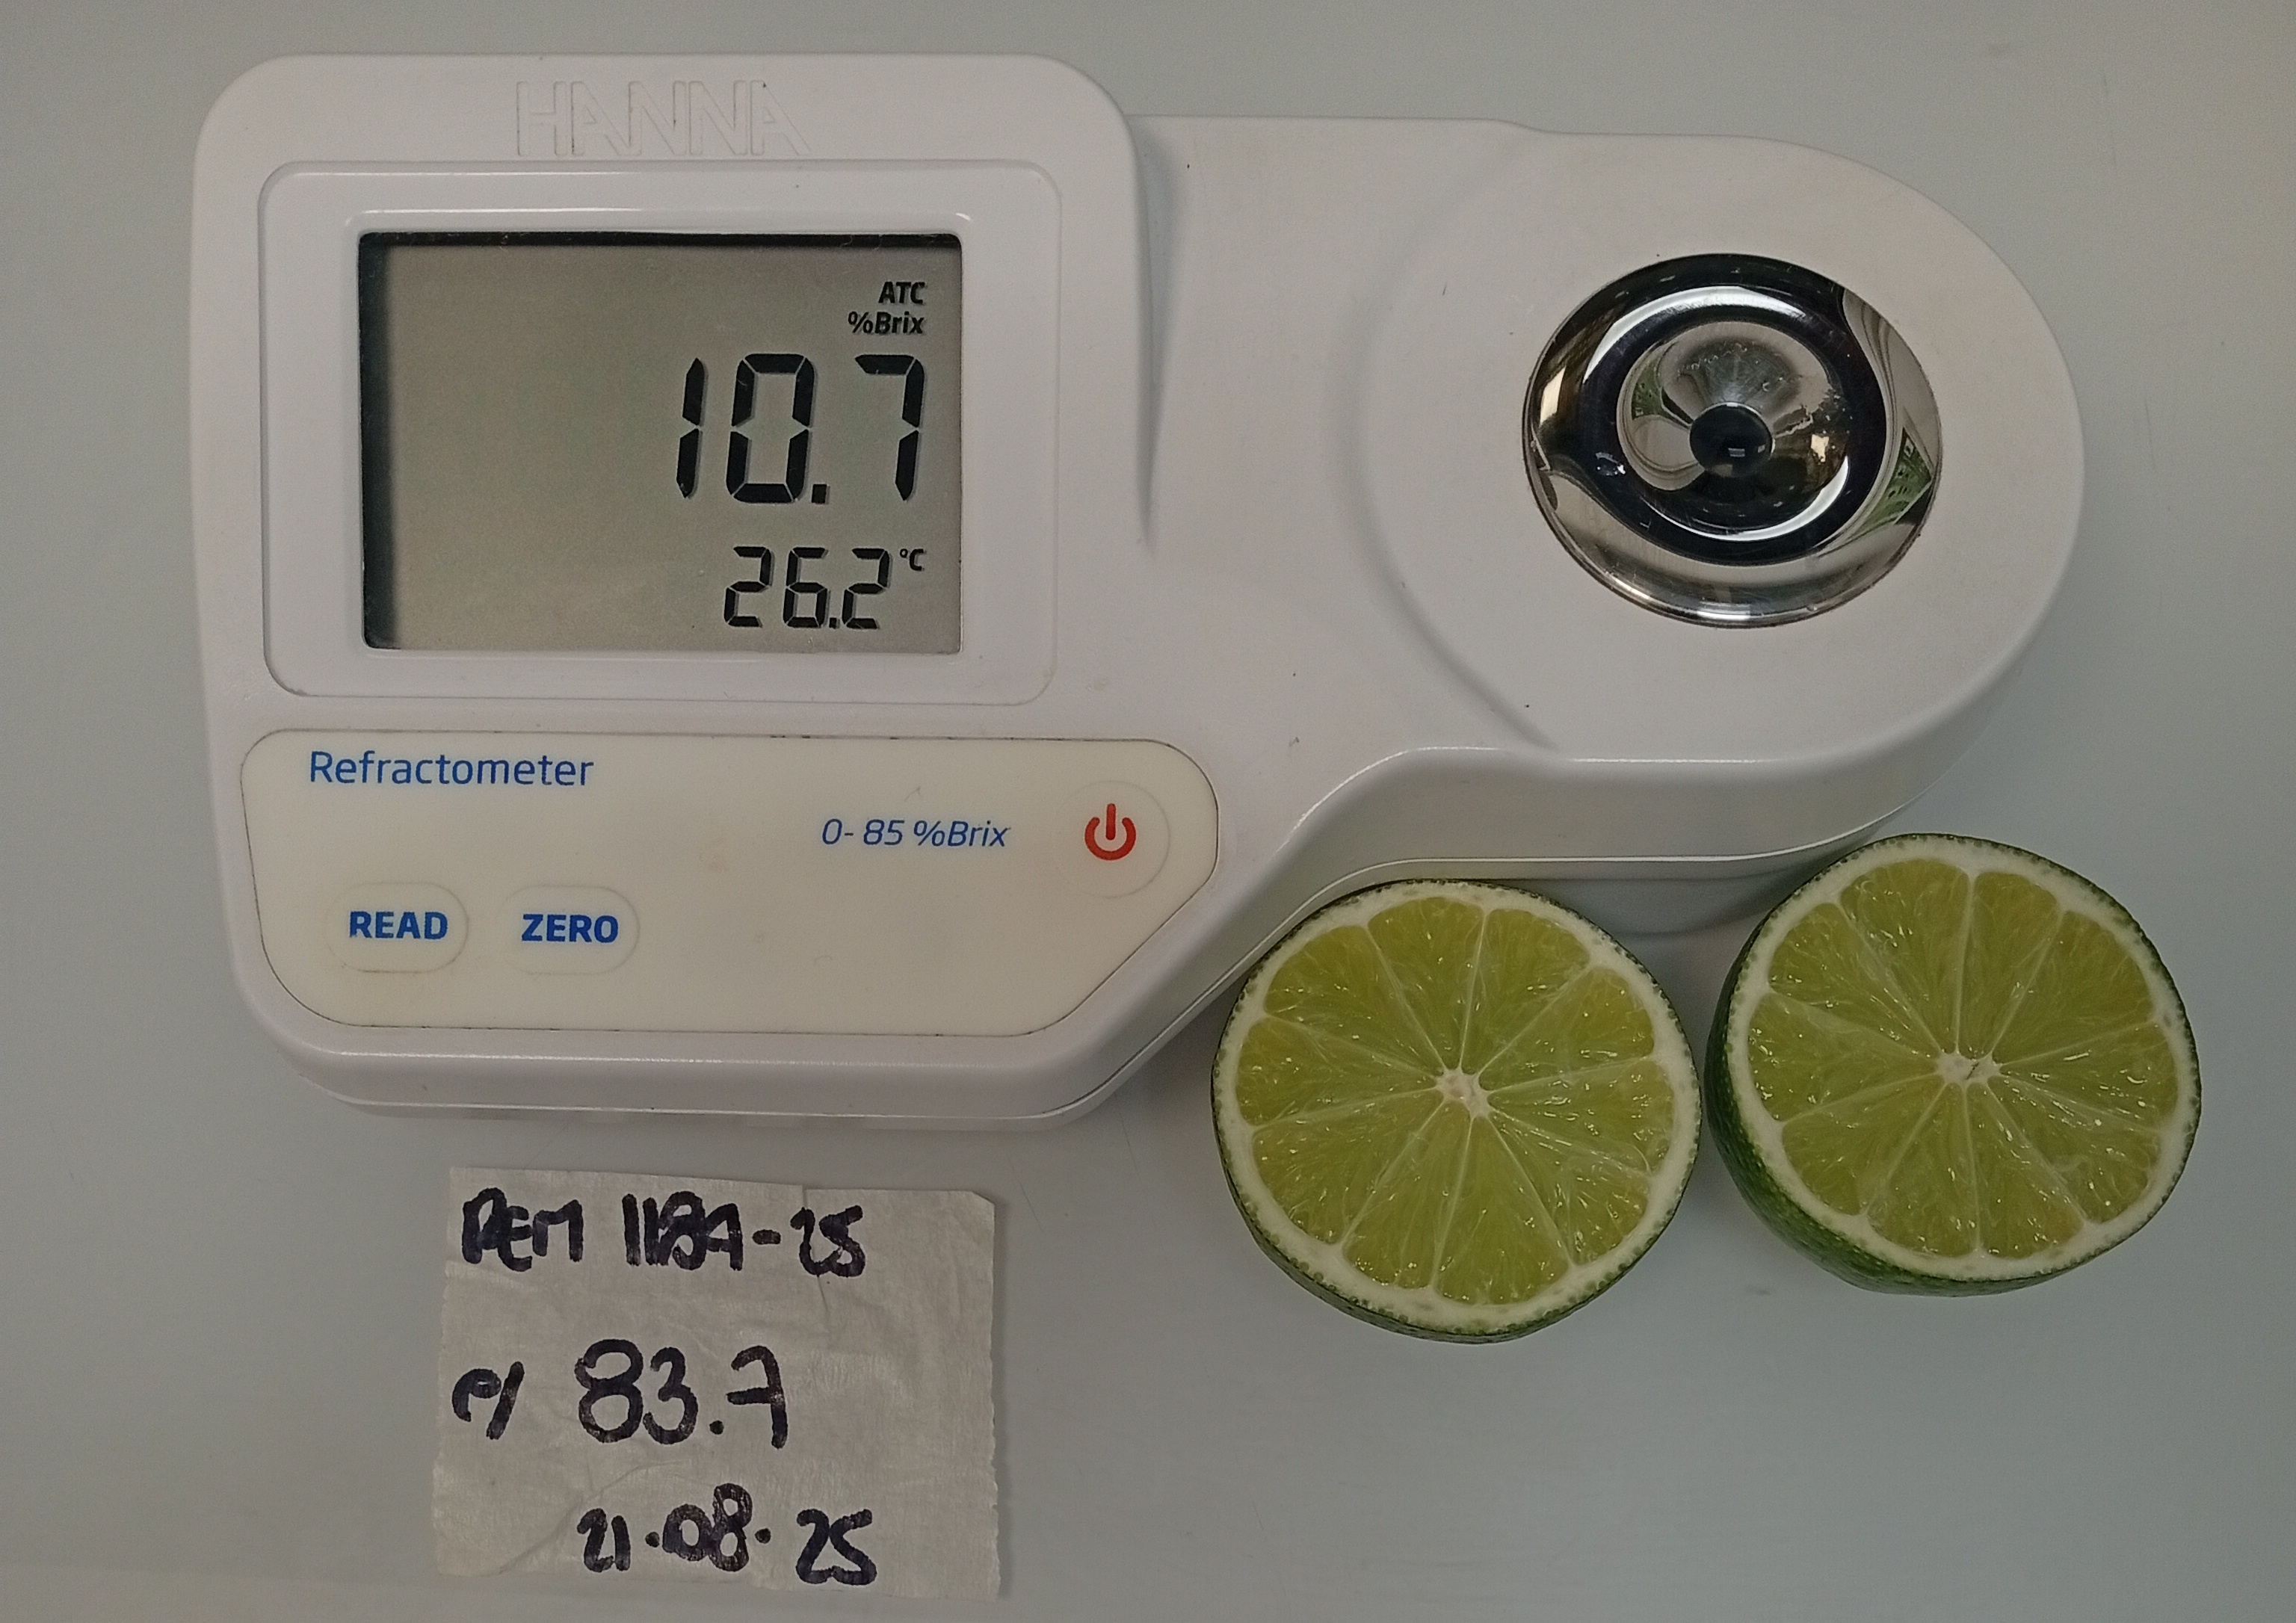 HANNA
ATC
%Brix
10.7
26.2 °C
Refractometer
0-85 %Brix
READ
ZERO
REM 1187-25
83.7
21.08.25